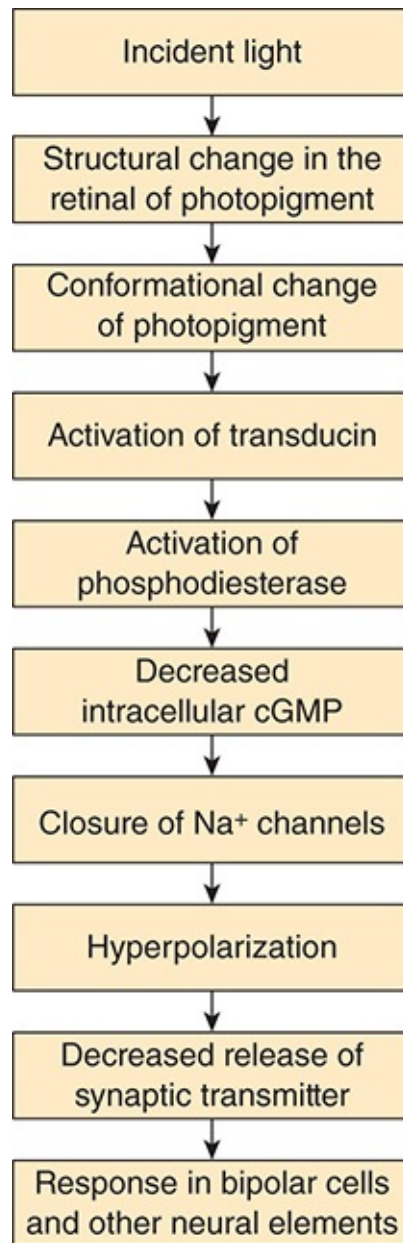 Incident light
Structural change in the
retinal of photopigment
Conformational change
of photopigment
Activation of transducin
Activation of
phosphodiesterase
Decreased
intracellular cGMP
Closure of Na⁺ channels
Hyperpolarization
Decreased release of
synaptic transmitter
Response in bipolar cells
and other neural elements